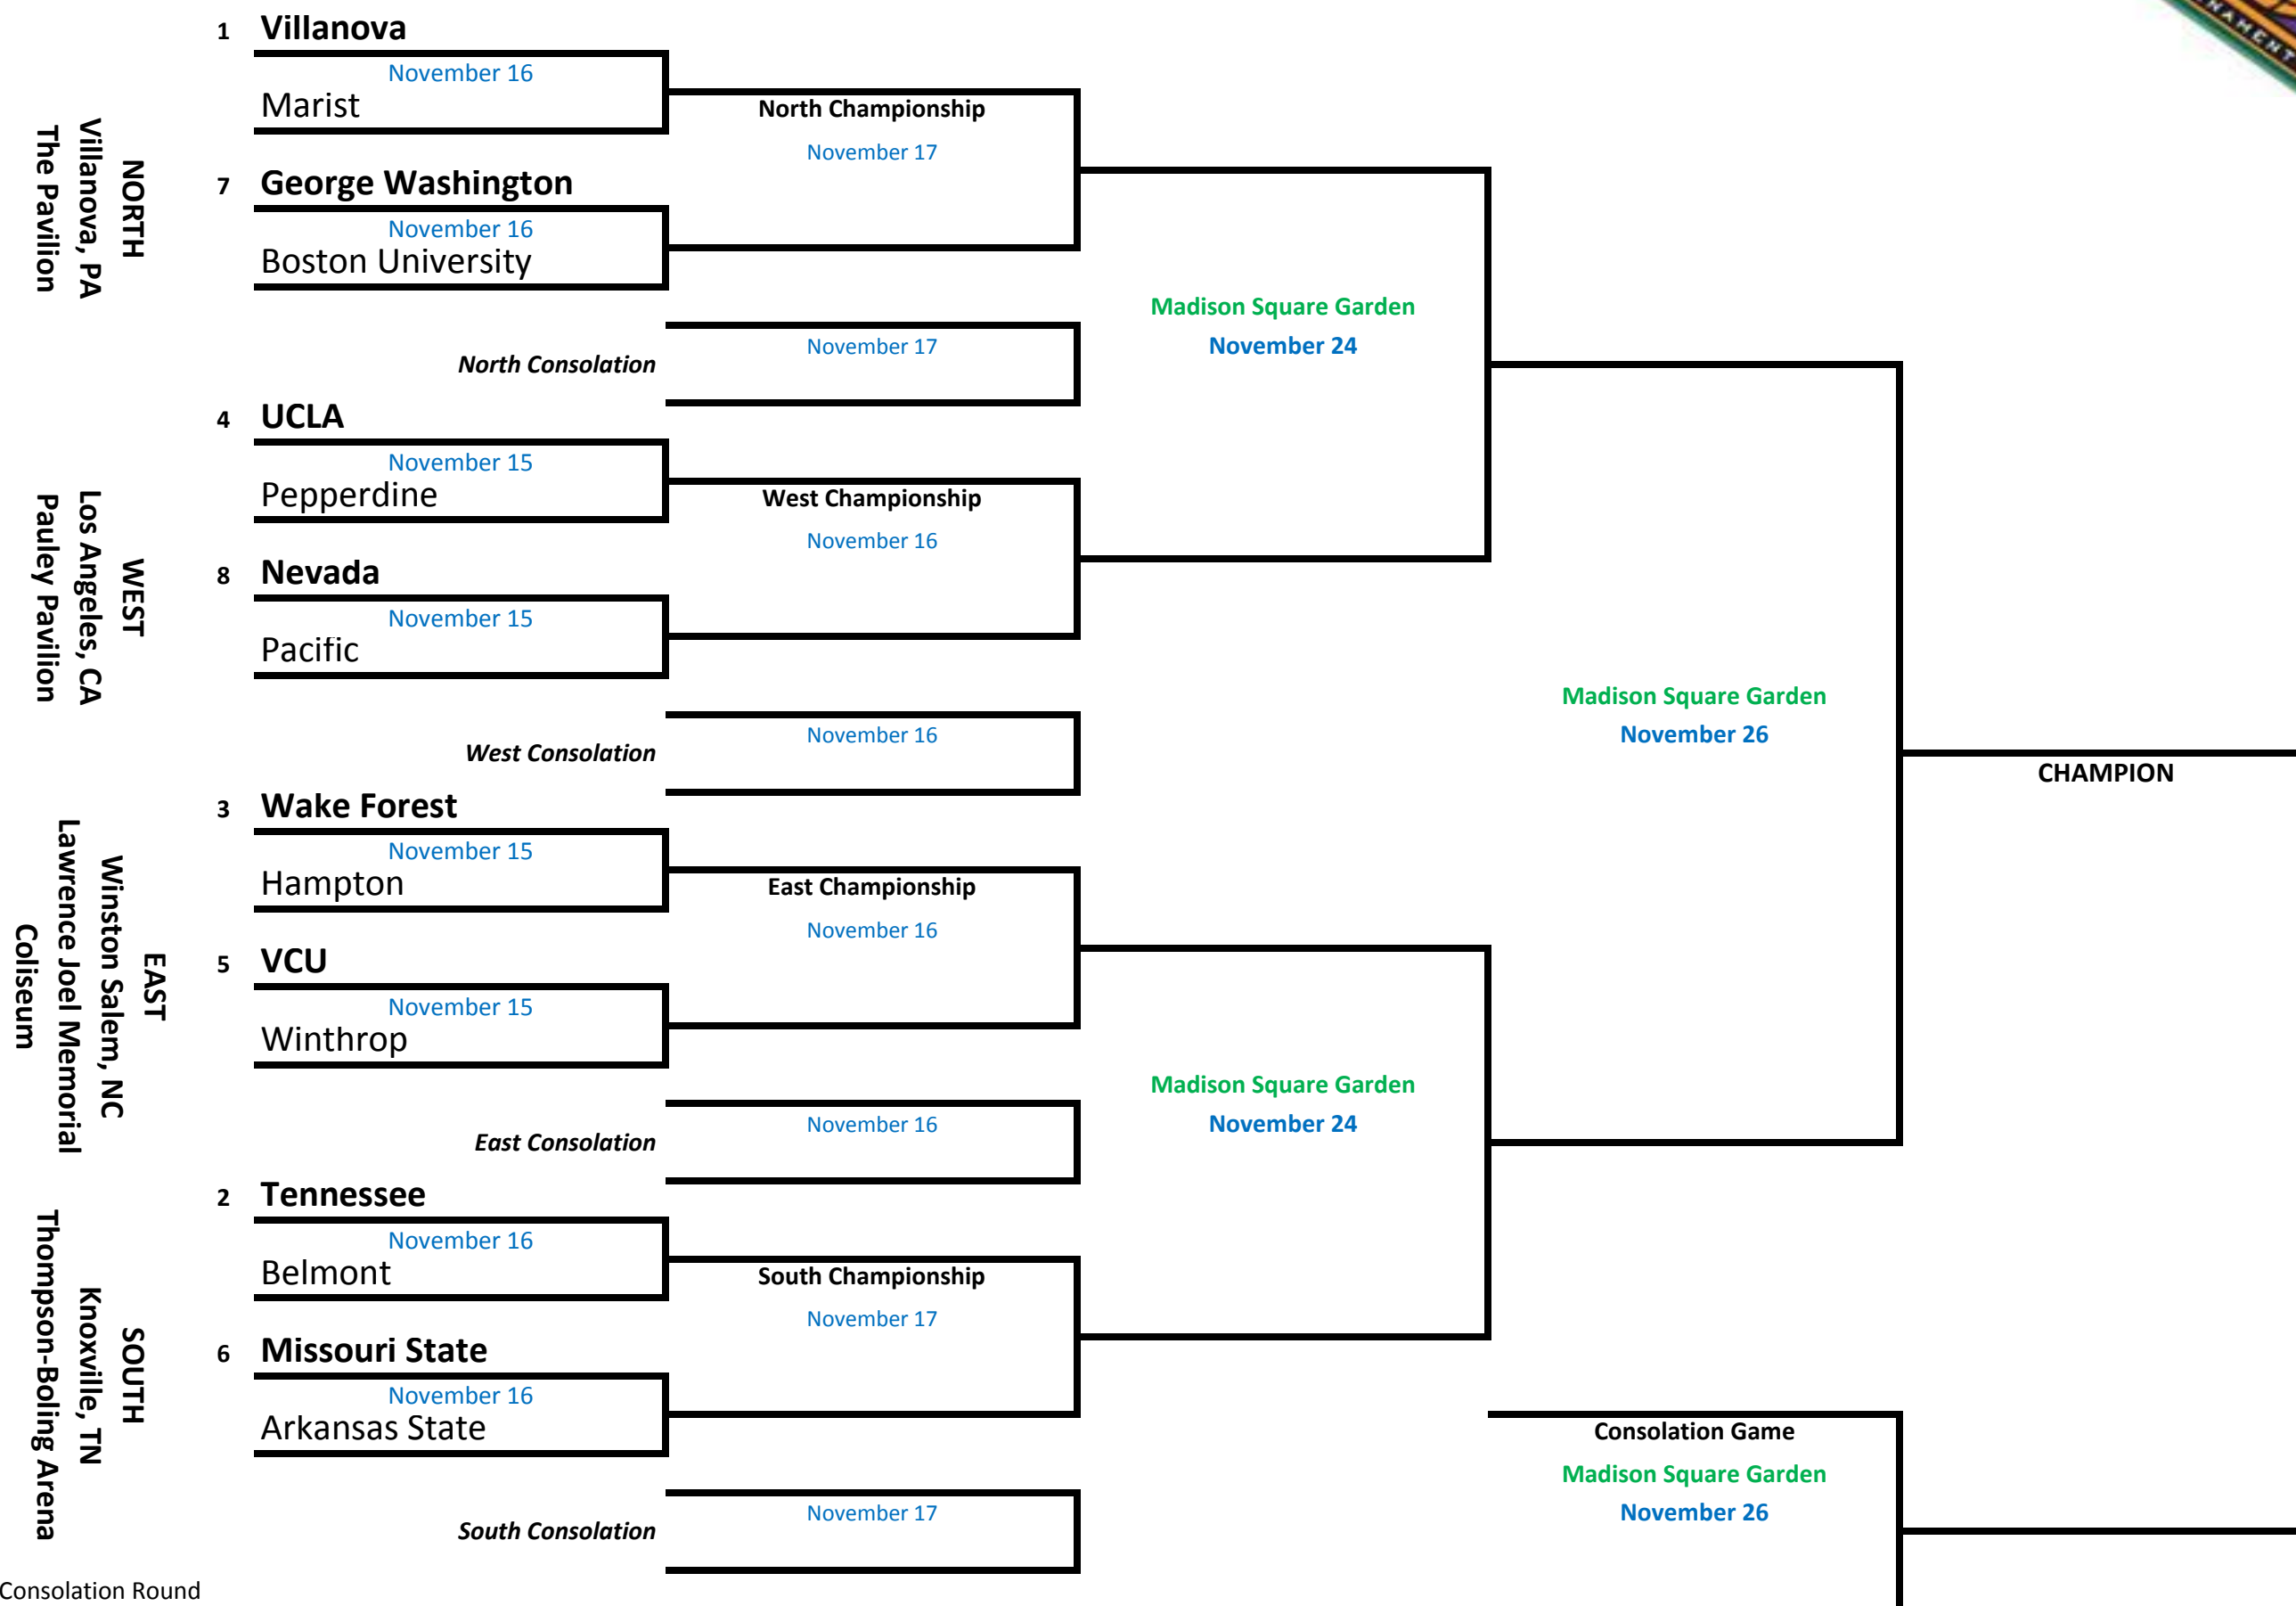 NAMENT
1 Villanova
November 16
Marist
North Championship
November 17
7 George Washington
November 16
Boston University
NORTH
Villanova, PA
The Pavilion
Madison Square Garden
November 24
North Consolation
November 17
4 UCLA
November 15
Pepperdine
West Championship
November 16
8 Nevada
November 15
Pacific
WEST
Los Angeles, CA
Pauley Pavilion
Madison Square Garden
November 26
West Consolation
November 16
CHAMPION
3 Wake Forest
November 15
Hampton
East Championship
November 16
5 VCU
November 15
Winthrop
EAST
Winston Salem, NC
Lawrence Joel Memorial
Coliseum
Madison Square Garden
November 24
East Consolation
November 16
2 Tennessee
November 16
Belmont
South Championship
November 17
6 Missouri State
November 16
Arkansas State
SOUTH
Knoxville, TN
Thompson-Boling Arena
Consolation Game
Madison Square Garden
November 26
South Consolation
November 17
Consolation Round